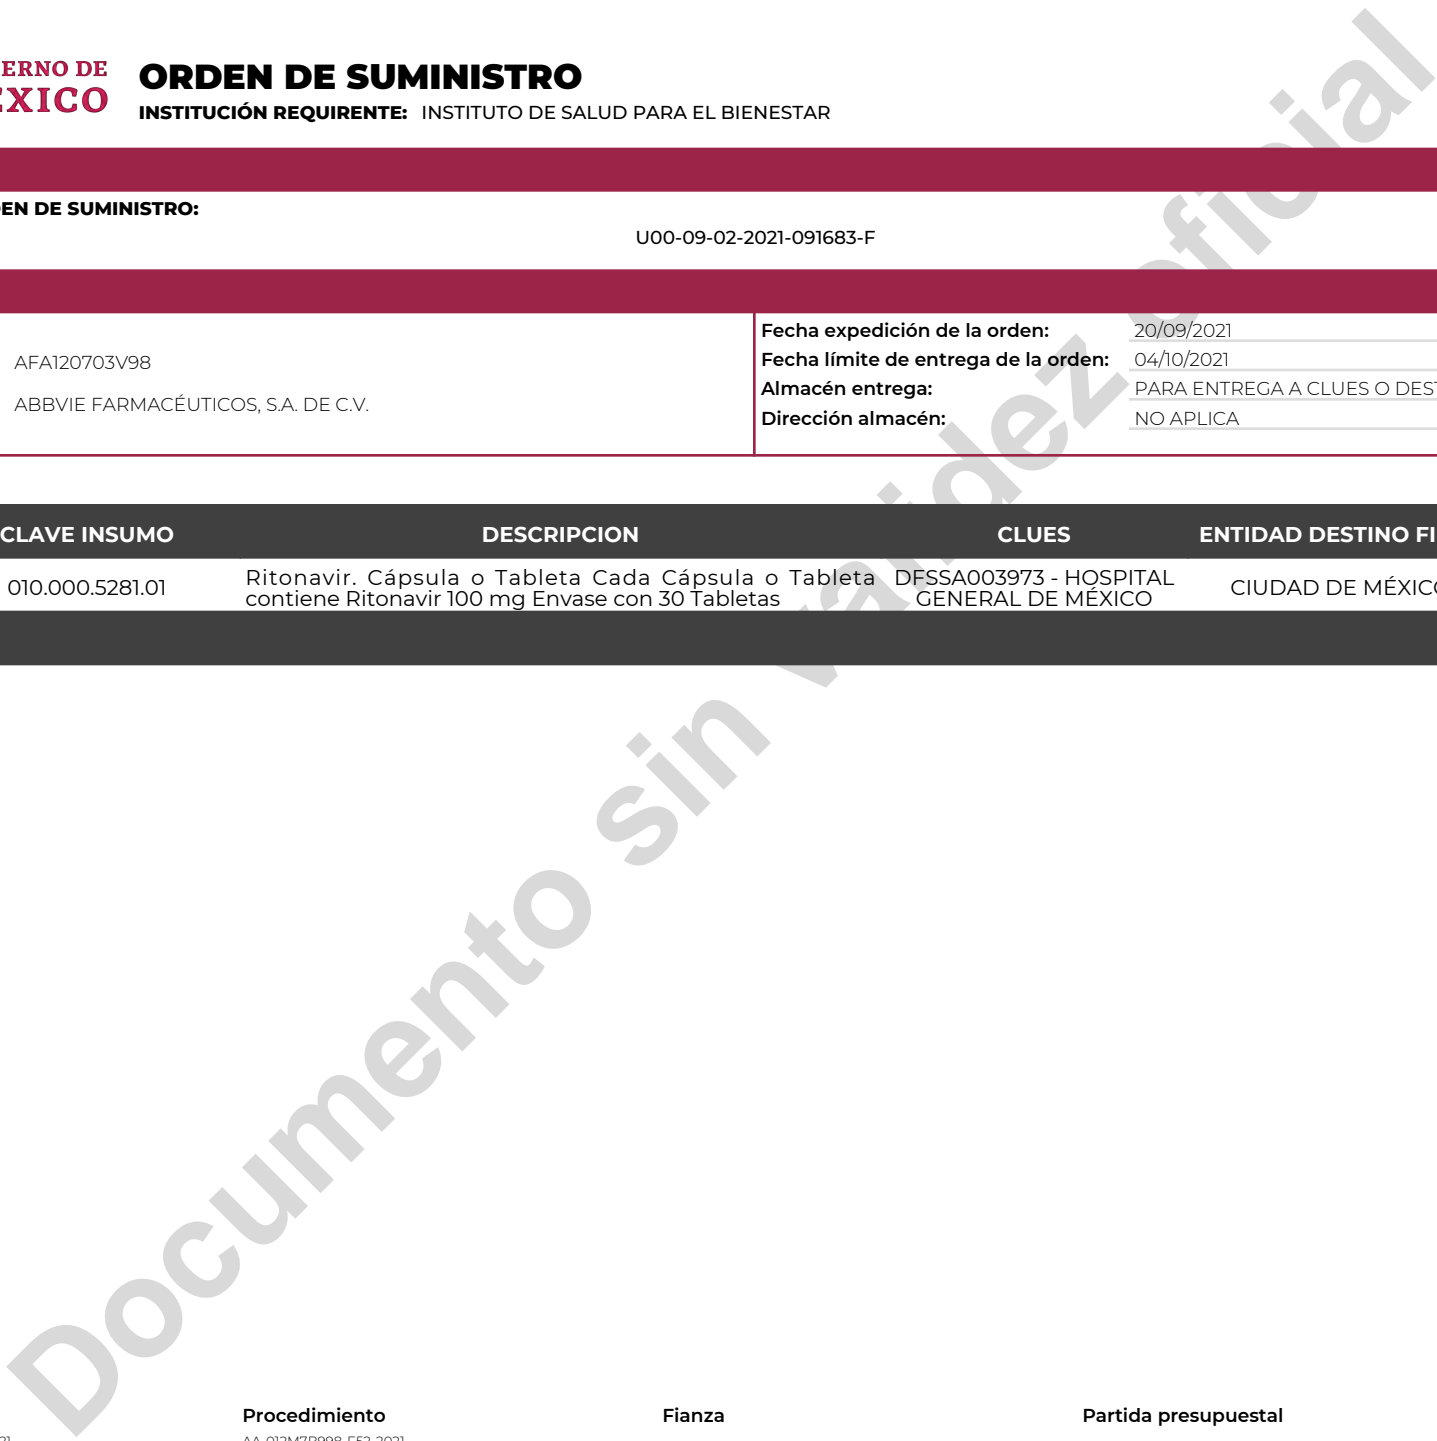 ERNO DE
ÉXICO
ORDEN DE SUMINISTRO
INSTITUCIÓN REQUIRENTE: INSTITUTO DE SALUD PARA EL BIENESTAR
EN DE SUMINISTRO:
U00-09-02-2021-091683-F
AFA120703V98
ABBVIE FARMACÉUTICOS, S.A. DE C.V.
Fecha expedición de la orden: 20/09/2021
Fecha límite de entrega de la orden: 04/10/2021
Almacén entrega: PARA ENTREGA A CLUES O DEST
Dirección almacén: NO APLICA
CLAVE INSUMO DESCRIPCION CLUES ENTIDAD DESTINO FI
010.000.5281.01
Ritonavir. Cápsula o Tableta Cada Cápsula o Tableta
contiene Ritonavir 100 mg Envase con 30 Tabletas
DFSSA003973 - HOSPITAL
GENERAL DE MÉXICO
CIUDAD DE MÉXICO
Documento sin validez oficial
Procedimiento Fianza Partida presupuestal